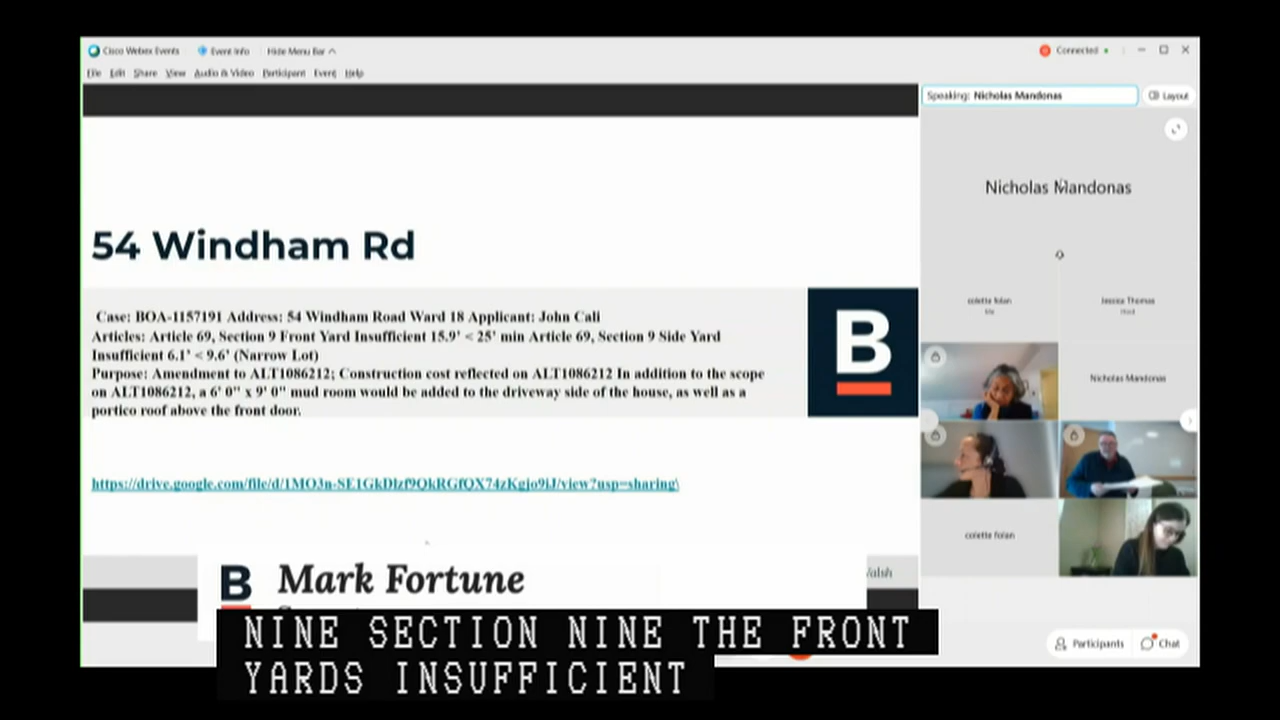 Cisco Webex Events
Event Info
Hide Menu Bar
Connected
File Edit Share View Audio & Video Participant Event Help
Speaking: Nicholas Mandonas
Layout
Nicholas Mandonas
54 Windham Rd
Case: BOA-1157191 Address: 54 Windham Road Ward 18 Applicant: John Cali
Articles: Article 69, Section 9 Front Yard Insufficient 15.9' < 25' min Article 69, Section 9 Side Yard
Insufficient 6.1' < 9.6' (Narrow Lot)
Purpose: Amendment to ALT1086212; Construction cost reflected on ALT1086212 In addition to the scope
on ALT1086212, a 6' 0" x 9' 0" mud room would be added to the driveway side of the house, as well as a
portico roof above the front door.
B
colette folan
Me
Jessica Thomas
Host
Nicholas Mandonas
colette folan
B
Mark Fortune
NINE SECTION NINE THE FRONT
YARDS INSUFFICIENT
Participants
Chat